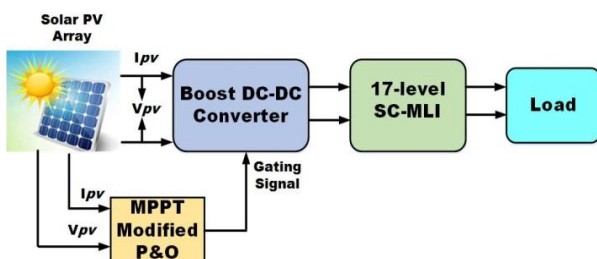 Solar PV
Array
Ipv
Vpv
Boost DC-DC
Converter
17-level
SC-MLI
Load
Gating
Signal
Ipv
Vpv
MPPT
Modified
P&O